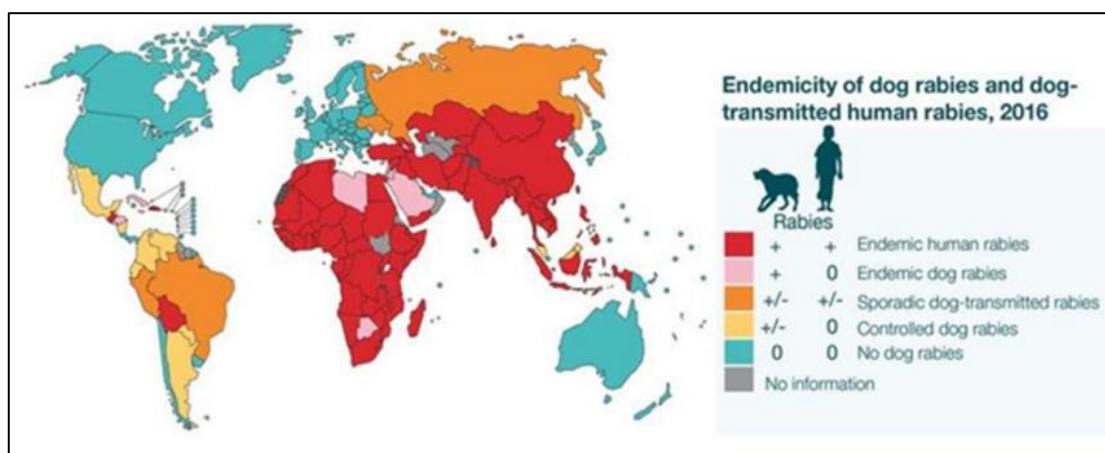 Endemicity of dog rabies and dog-
transmitted human rabies, 2016
Rabies
+ + Endemic human rabies
+ 0 Endemic dog rabies
+/- +/- Sporadic dog-transmitted rabies
+/- 0 Controlled dog rabies
0 0 No dog rabies
No information